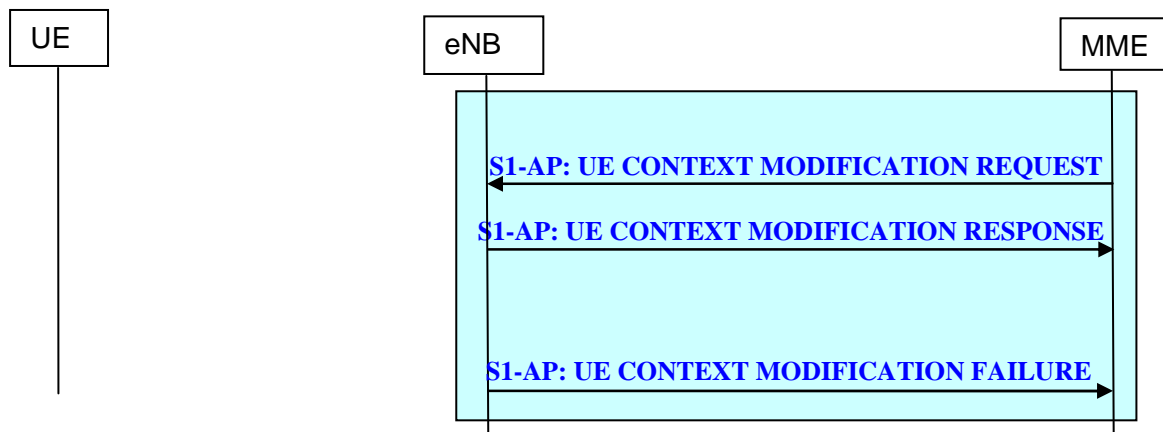 UE
eNB
MME
S1-AP: UE CONTEXT MODIFICATION REQUEST
S1-AP: UE CONTEXT MODIFICATION RESPONSE
S1-AP: UE CONTEXT MODIFICATION FAILURE